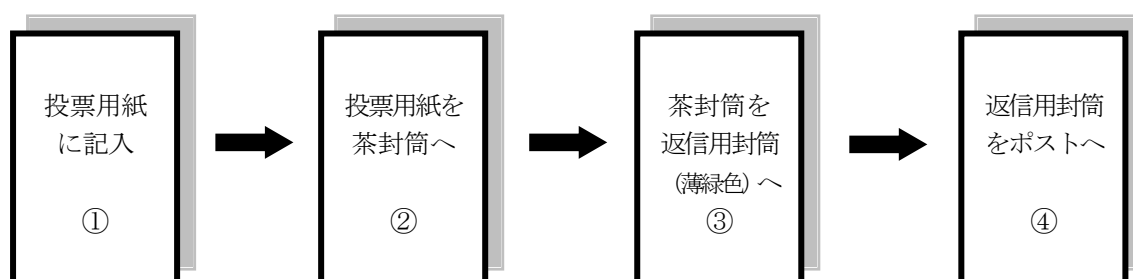 投票用紙
に記入
①
投票用紙を
茶封筒へ
②
茶封筒を
返信用封筒
(薄緑色)へ
③
返信用封筒
をポストへ
④